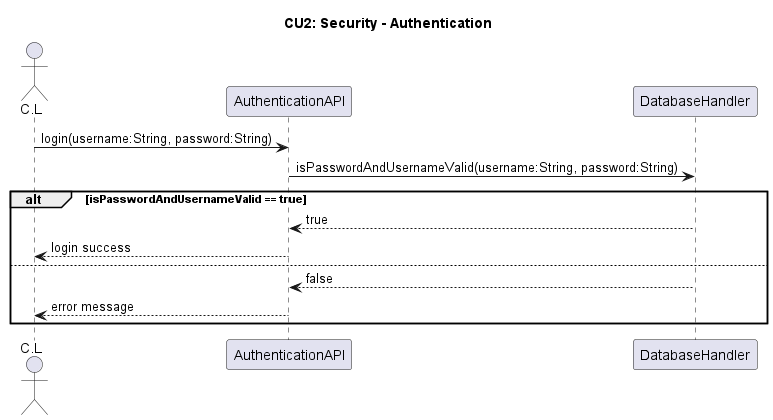 CU2: Security - Authentication
C.L
AuthenticationAPI
DatabaseHandler
login(username:String, password:String)
isPasswordAndUsernameValid(username:String, password:String)
alt
[isPasswordAndUsernameValid == true]
true
login success
false
error message
C.L
AuthenticationAPI
DatabaseHandler